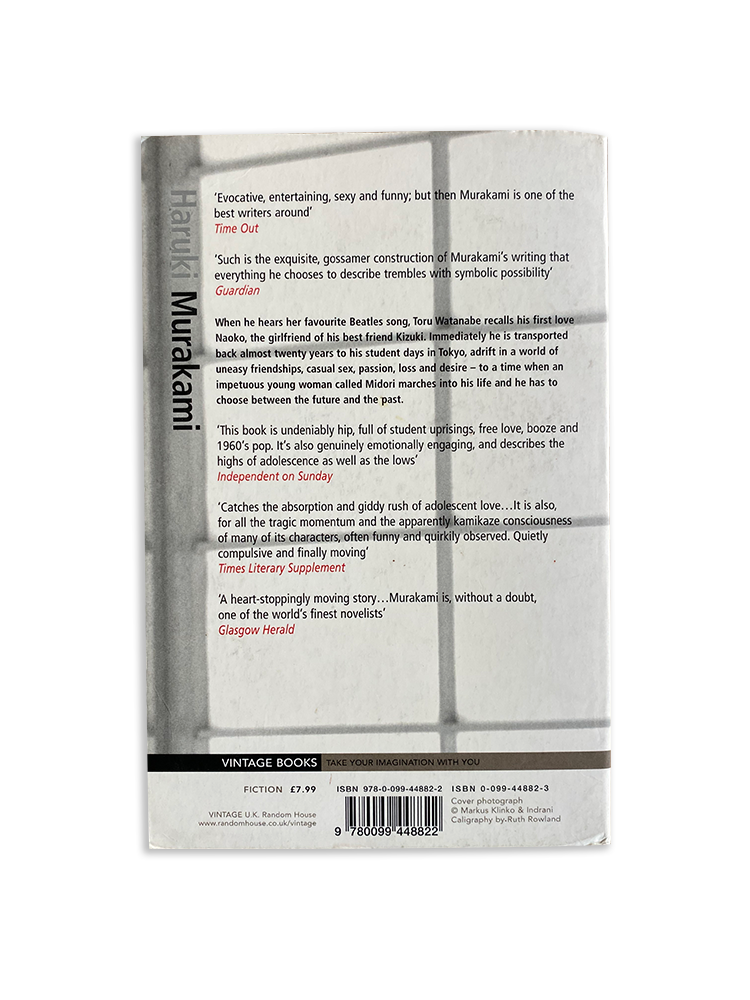 Haruki Murakami
‘Evocative, entertaining, sexy and funny; but then Murakami is one of the
best writers around’
Time Out
‘Such is the exquisite, gossamer construction of Murakami’s writing that
everything he chooses to describe trembles with symbolic possibility’
Guardian
When he hears her favourite Beatles song, Toru Watanabe recalls his first love
Naoko, the girlfriend of his best friend Kizuki. Immediately he is transported
back almost twenty years to his student days in Tokyo, adrift in a world of
uneasy friendships, casual sex, passion, loss and desire – to a time when an
impetuous young woman called Midori marches into his life and he has to
choose between the future and the past.
‘This book is undeniably hip, full of student uprisings, free love, booze and
1960’s pop. It’s also genuinely emotionally engaging, and describes the
highs of adolescence as well as the lows’
Independent on Sunday
‘Catches the absorption and giddy rush of adolescent love…It is also,
for all the tragic momentum and the apparently kamikaze consciousness
of many of its characters, often funny and quirkily observed. Quietly
compulsive and finally moving’
Times Literary Supplement
‘A heart-stoppingly moving story…Murakami is, without a doubt,
one of the world’s finest novelists’
Glasgow Herald
VINTAGE BOOKS TAKE YOUR IMAGINATION WITH YOU
FICTION £7.99
VINTAGE U.K. Random House
www.randomhouse.co.uk/vintage
ISBN 978-0-099-44882-2
9 780099 448822
ISBN 0-099-44882-3
Cover photograph
© Markus Klinko & Indrani
Caligraphy by Ruth Rowland